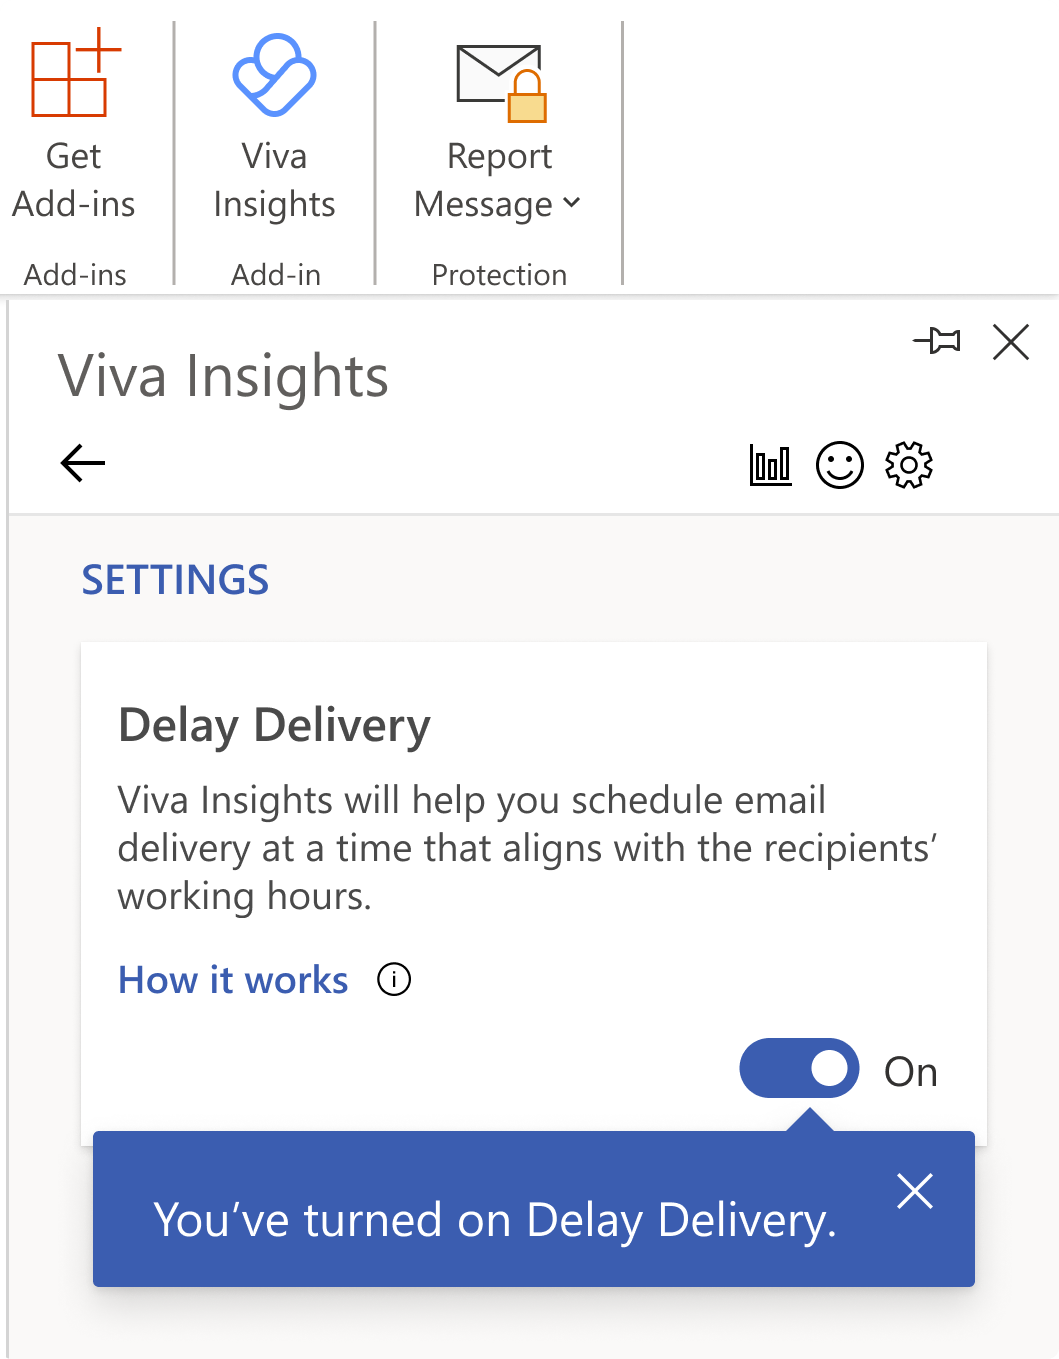 Get
Add-ins
Add-ins
Viva
Insights
Add-in
Report
Message
Protection
Viva Insights
SETTINGS
Delay Delivery
Viva Insights will help you schedule email
delivery at a time that aligns with the recipients’
working hours.
How it works
On
You’ve turned on Delay Delivery.